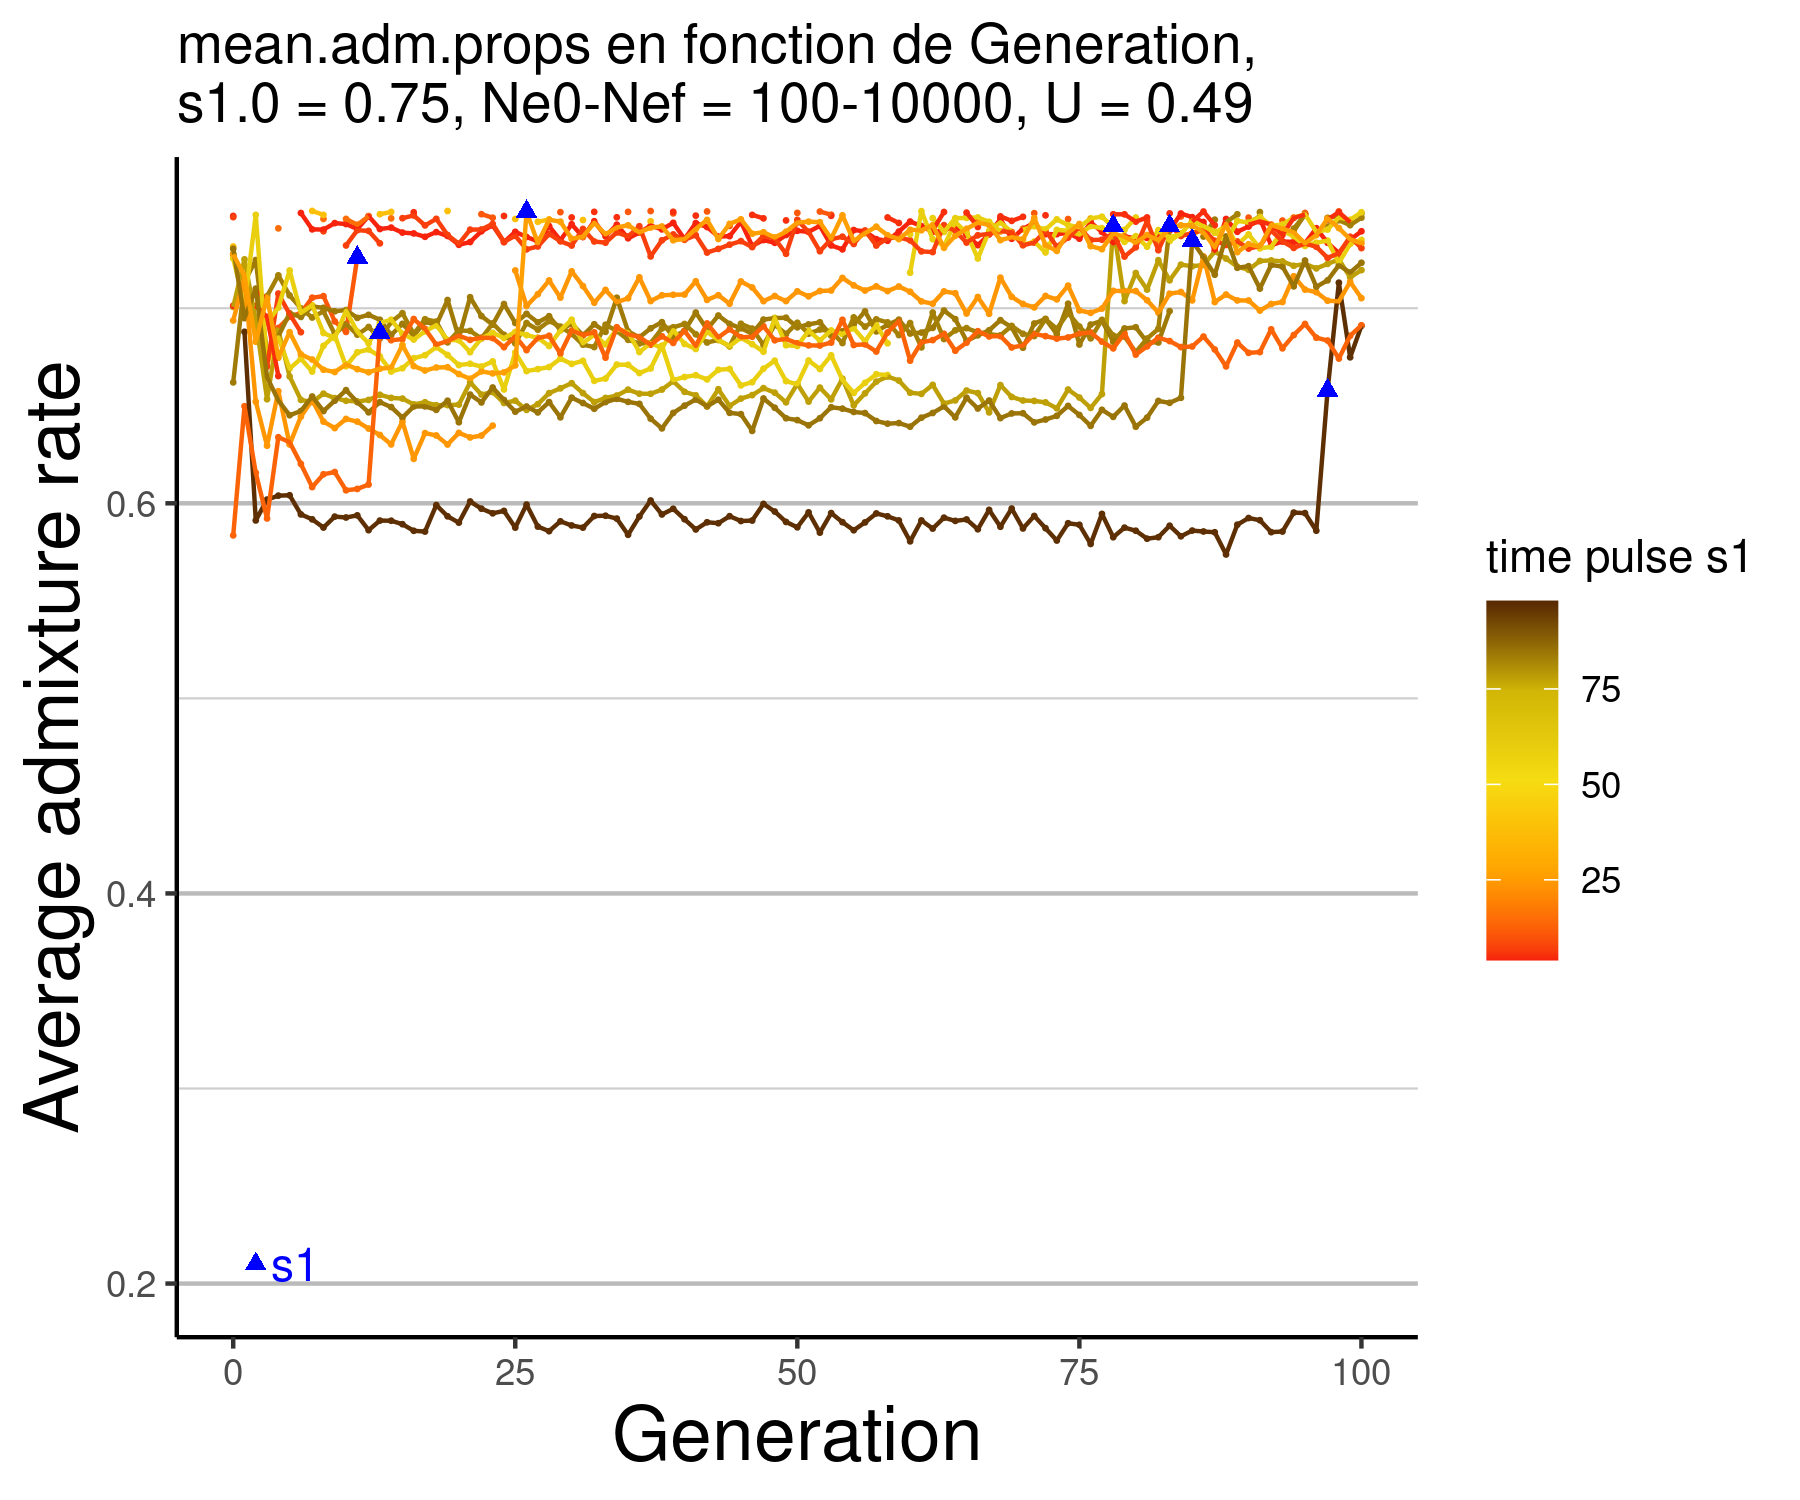 mean.adm.props en fonction de Generation,
s1.0 = 0.75, Ne0-Nef = 100-10000, U = 0.49
Average admixture rate
0.6
0.4
0.2
s1
0
25
50
75
100
Generation
time pulse s1
75
50
25